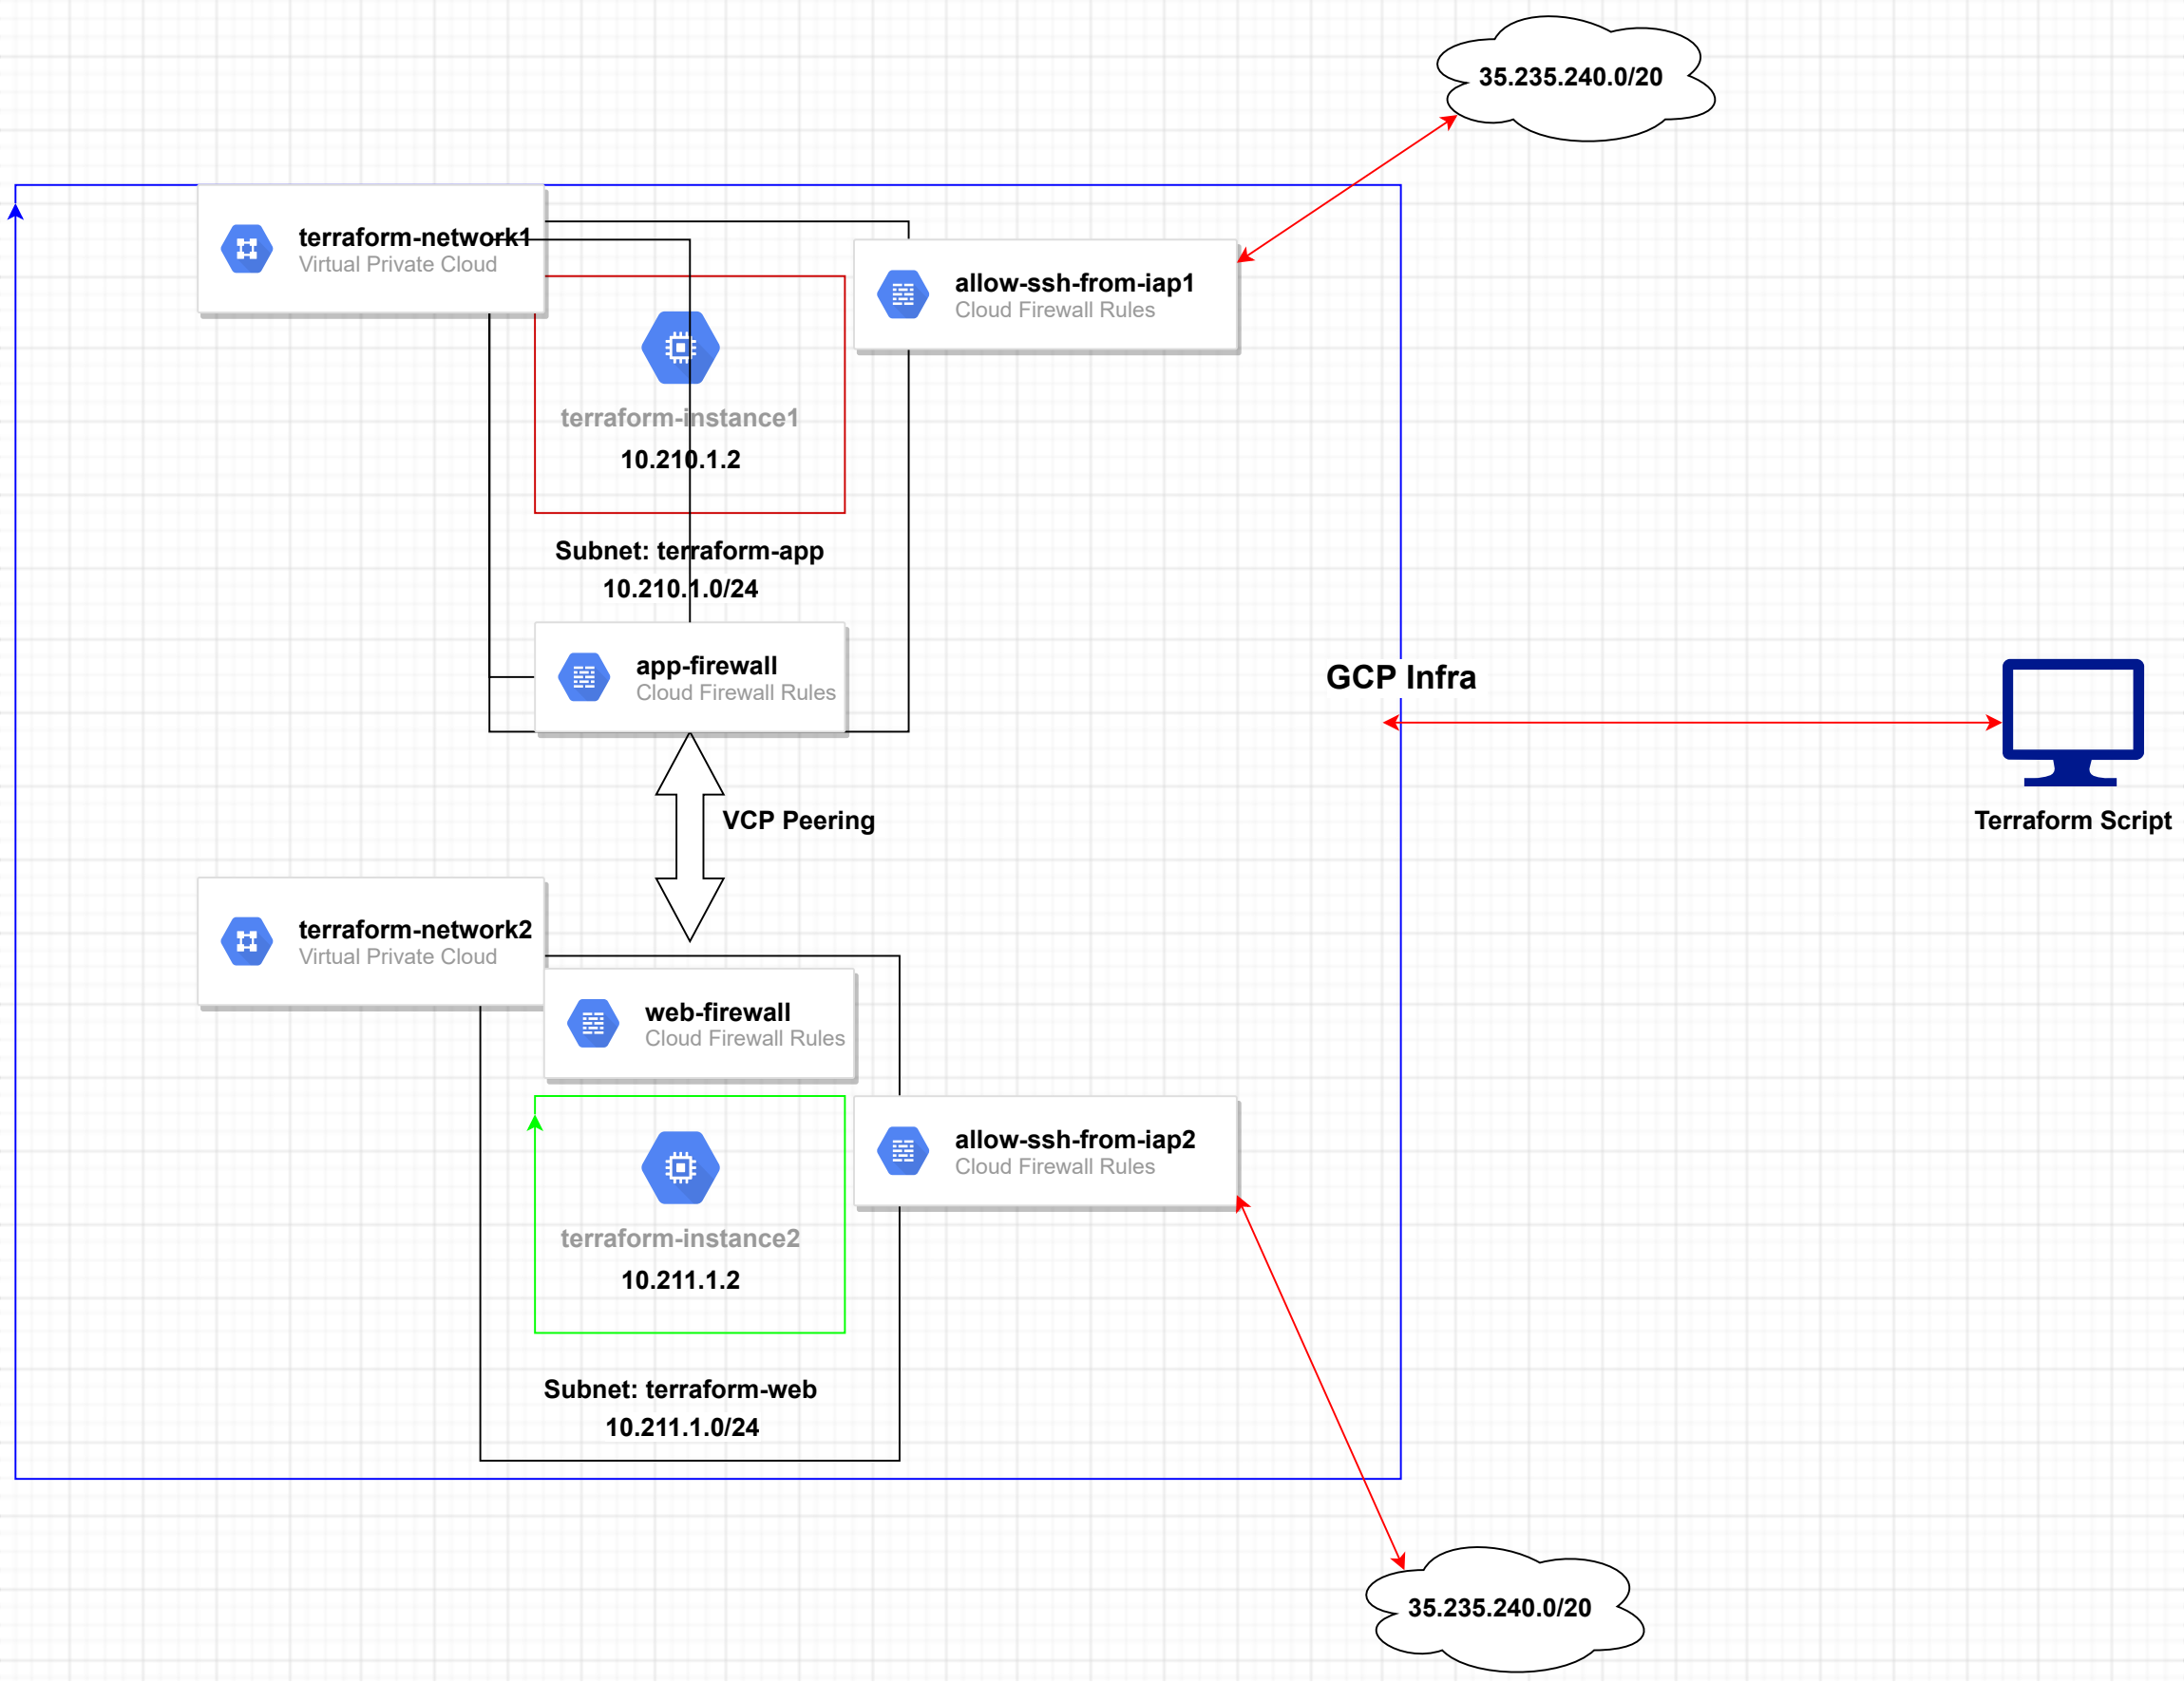 35.235.240.0/20
terraform-network1
Virtual Private Cloud
allow-ssh-from-iap1
Cloud Firewall Rules
terraform-instance1
10.210.1.2
Subnet: terraform-app
10.210.1.0/24
app-firewall
Cloud Firewall Rules
GCP Infra
VCP Peering
Terraform Script
terraform-network2
Virtual Private Cloud
web-firewall
Cloud Firewall Rules
allow-ssh-from-iap2
Cloud Firewall Rules
terraform-instance2
10.211.1.2
Subnet: terraform-web
10.211.1.0/24
35.235.240.0/20